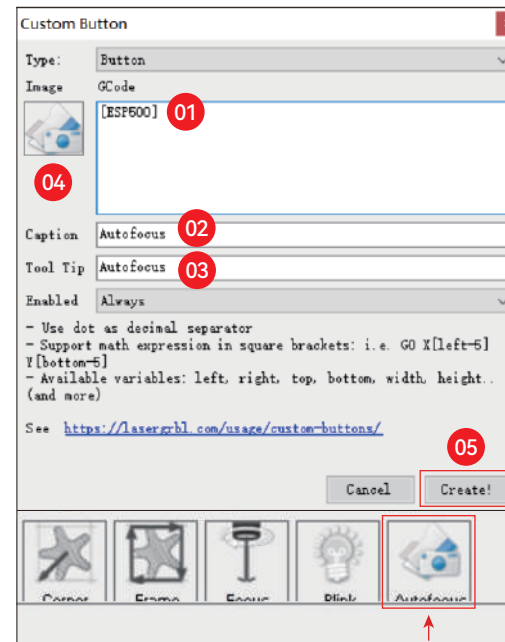 Custom Button
Type: Button
Image GCode
[ESP500] 01
04
Caption Autofocus 02
Tool Tip Autofocus 03
Enabled Always
- Use dot as decimal separator
- Support math expression in square brackets: i.e. G0 X[left-5]
Y[bottom-5]
- Available variables: left, right, top, bottom, width, height..
(and more)
See https://lasergrbl.com/usage/custom-buttons/
05
Cancel Create!
Corner Frame Focus Blink Autofocus